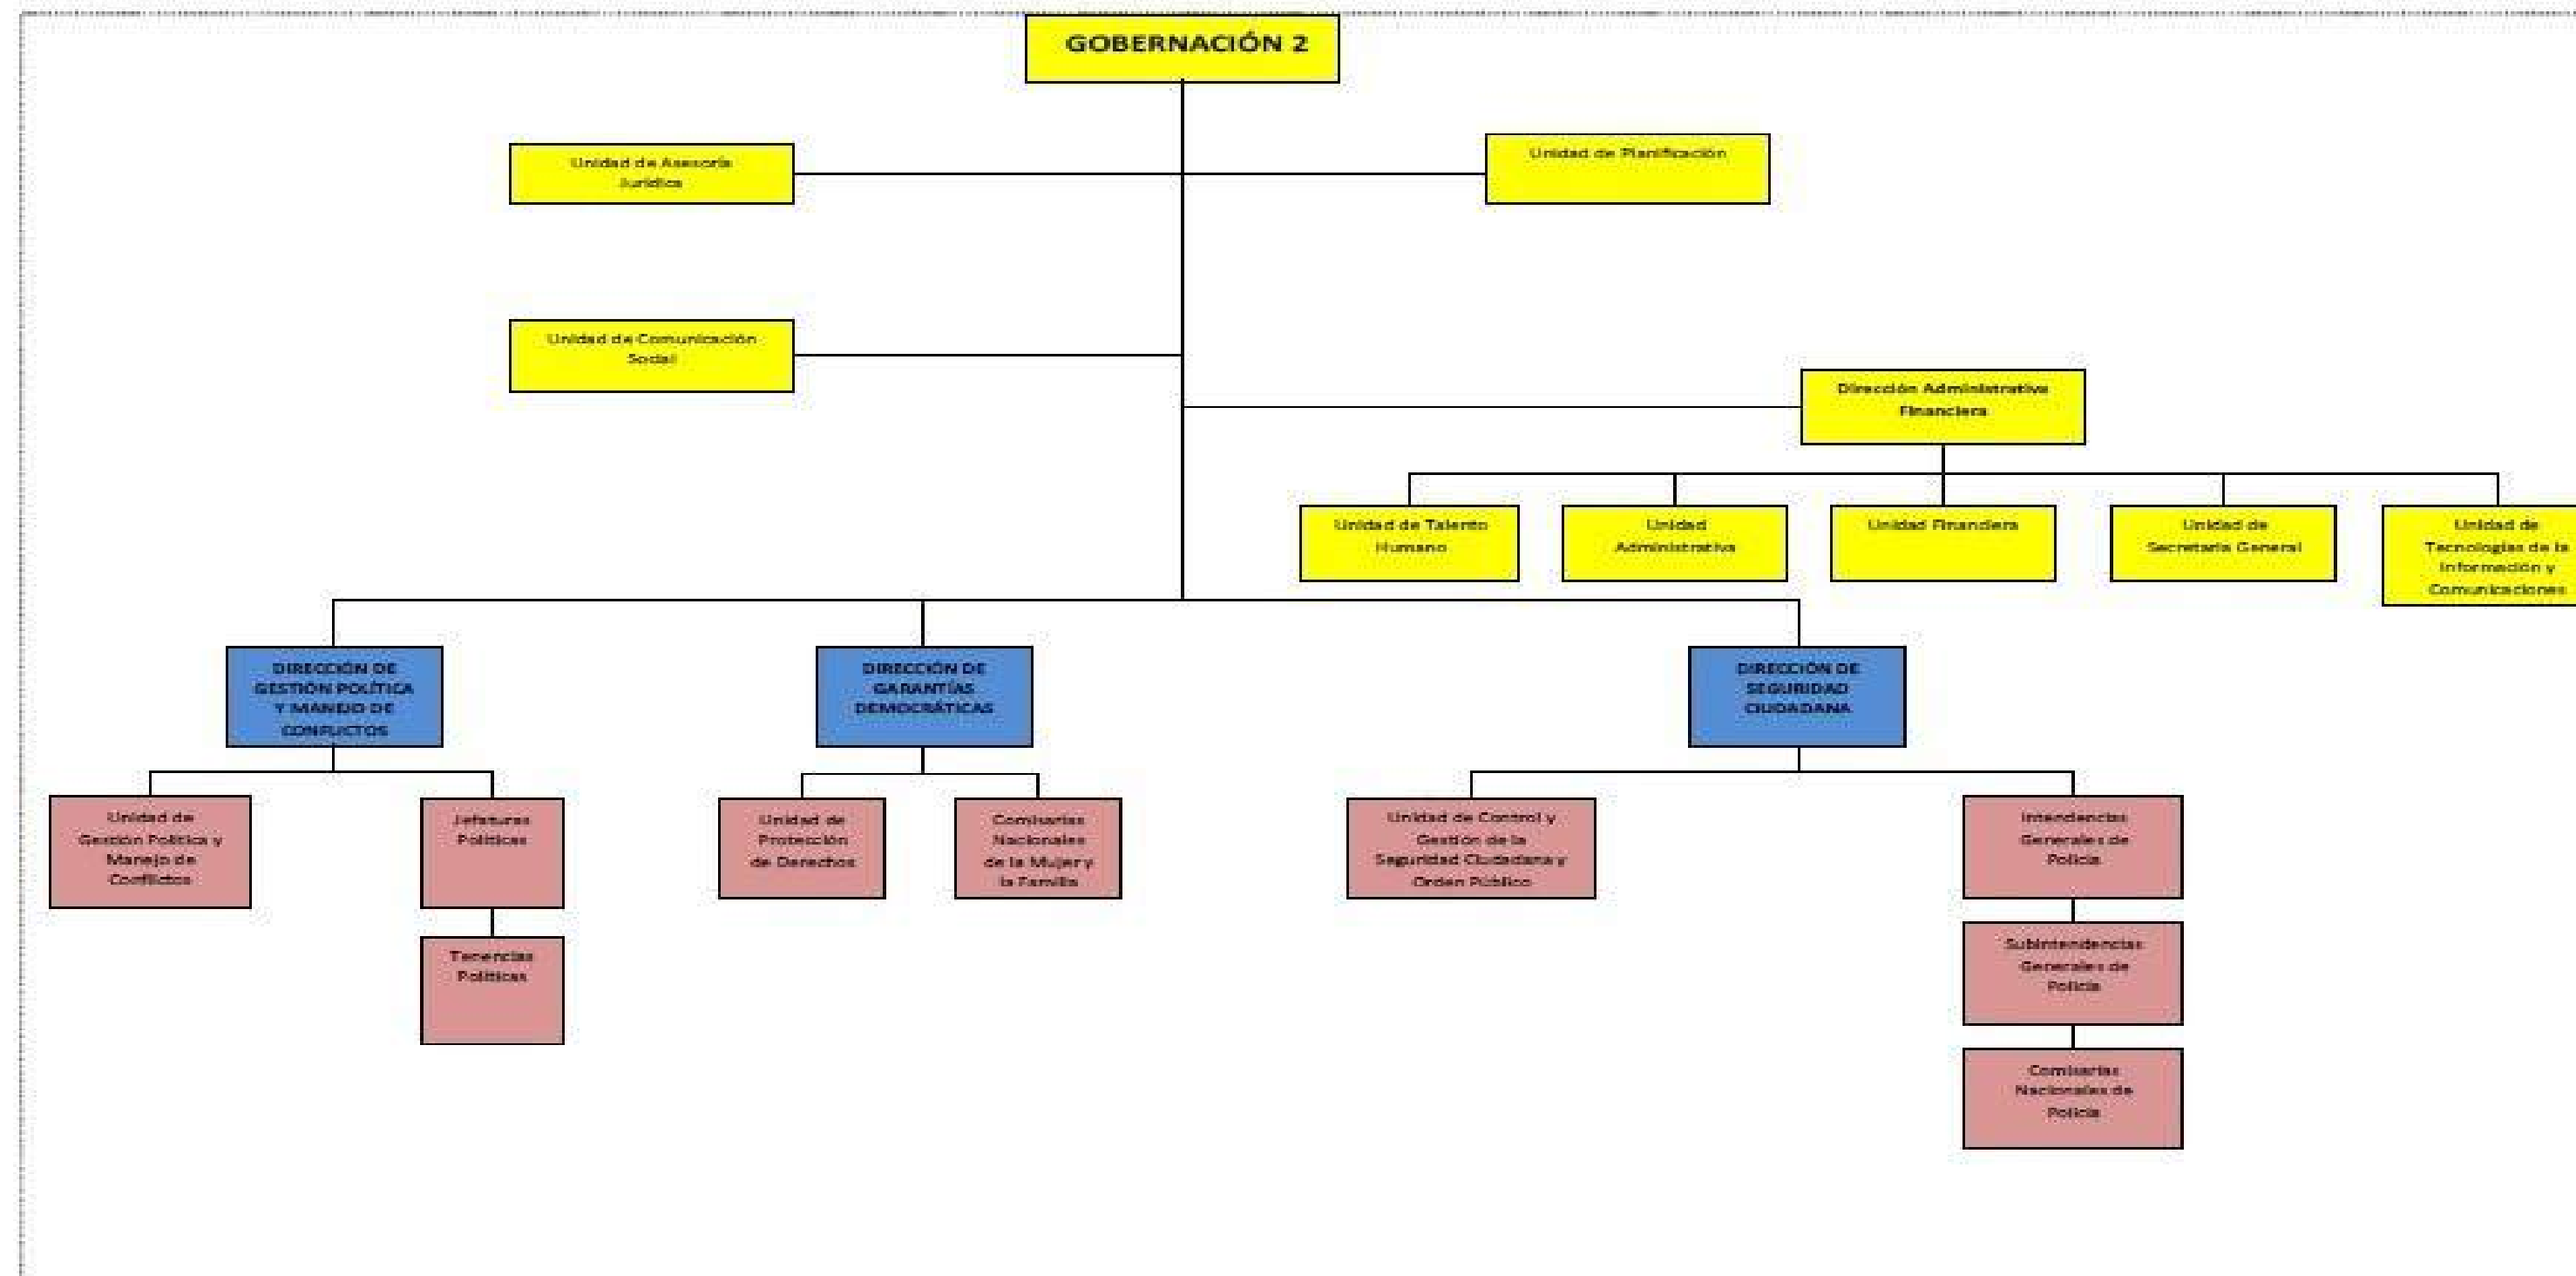 GOBERNACIÓN 2
Unidad de Asesoría
Jurídica
Unidad de Planificación
Unidad de Comunicación
Social
Dirección Administrativa
Financiera
Unidad de Talento
Humano
Unidad
Administrativa
Unidad Financiera
Unidad de
Secretaría General
Unidad de
Tecnologías de la
Información y
Comunicaciones
DIRECCIÓN DE
GESTIÓN POLÍTICA
Y MANEJO DE
CONFLICTOS
DIRECCIÓN DE
GARANTÍAS
DEMOCRÁTICAS
DIRECCIÓN DE
SEGURIDAD
CIUDADANA
Unidad de
Gestión Política y
Manejo de
Conflictos
Jefaturas
Políticas
Unidad de
Protección
de Derechos
Comisarías
Nacionales
de la Mujer y
la Familia
Unidad de Control y
Gestión de la
Seguridad Ciudadana y
Orden Público
Intendencias
Generales de
Policía
Tenencias
Políticas
Subintendencias
Generales de
Policía
Comisarías
Nacionales de
Policía